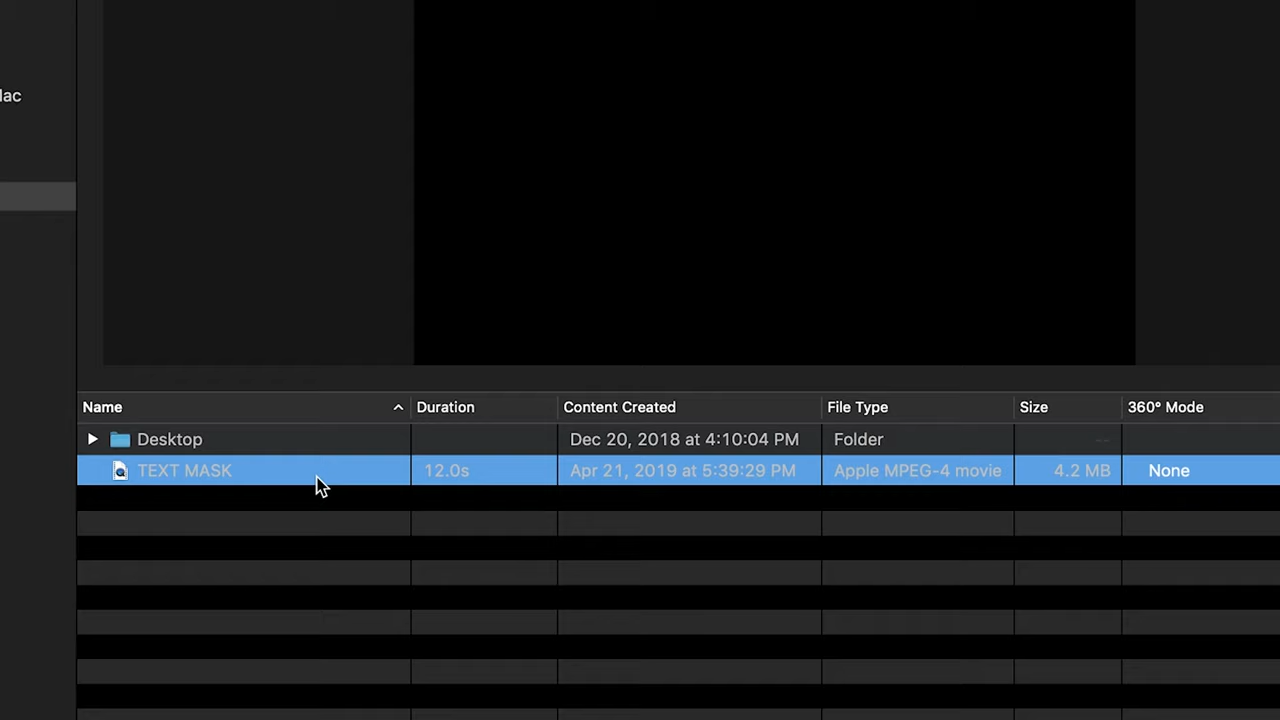 Name Duration Content Created File Type Size 360° Mode
Desktop Dec 20, 2018 at 4:10:04 PM Folder --
TEXT MASK 12.0s Apr 21, 2019 at 5:39:29 PM Apple MPEG-4 movie 4.2 MB None